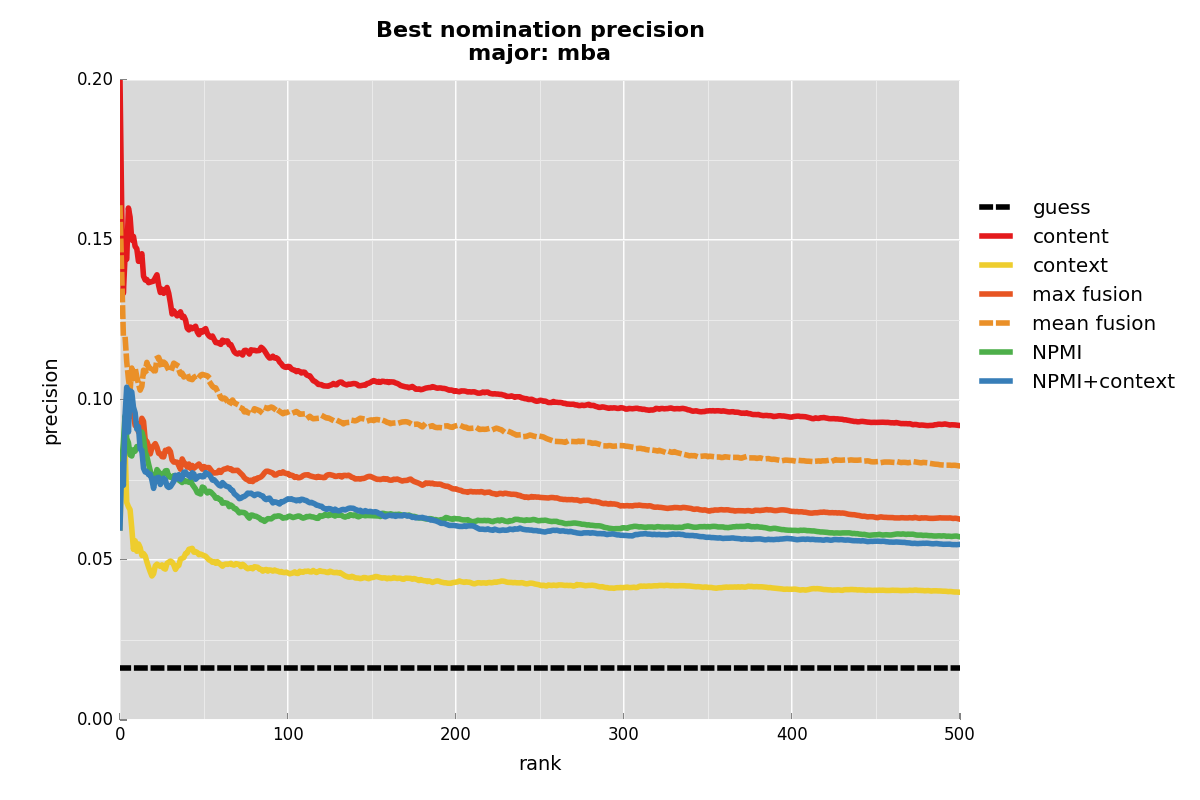 Best nomination precision
major: mba
precision
0.20
0.15
0.10
0.05
0.00
0
100
200
300
400
500
rank
guess
content
context
max fusion
mean fusion
NPMI
NPMI+context